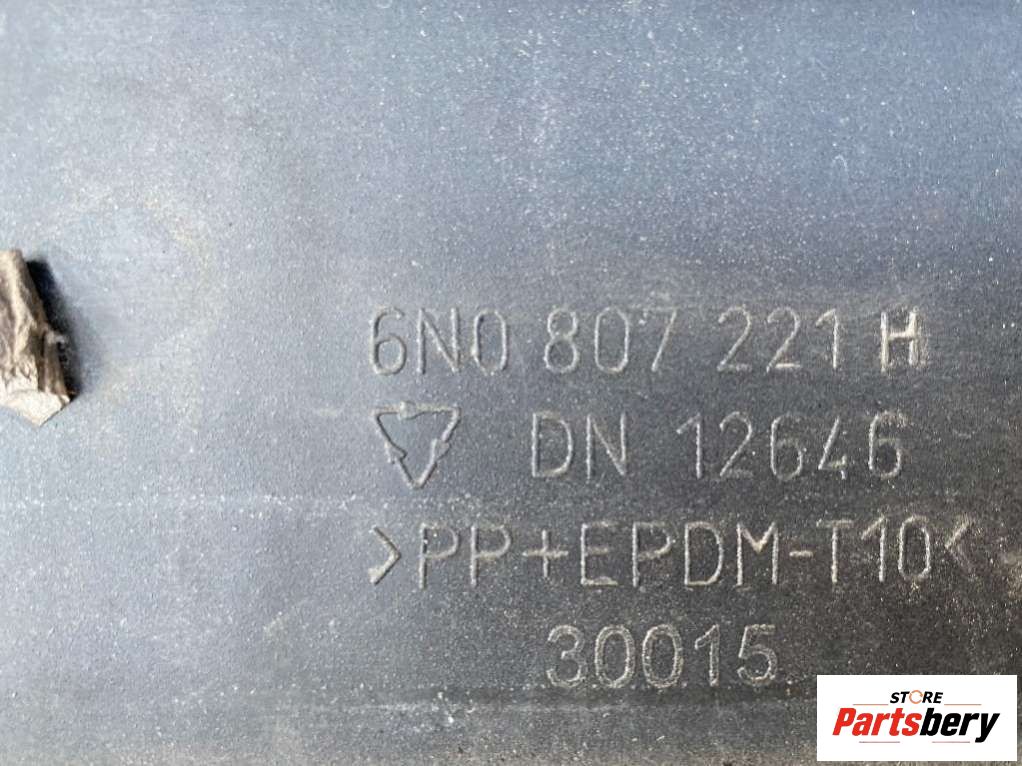 6N0 807 221 H
DN 12646
>PP+EPDM-T10<
30015
STORE
Partsbery